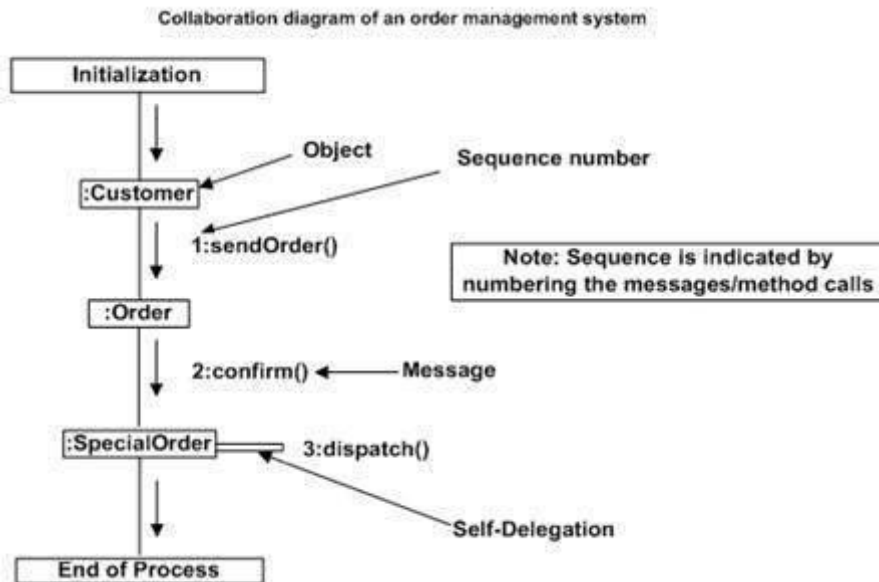 Collaboration diagram of an order management system
Initialization
Object
Sequence number
:Customer
1:sendOrder()
Note: Sequence is indicated by
numbering the messages/method calls
:Order
2:confirm()
Message
:SpecialOrder
3:dispatch()
Self-Delegation
End of Process